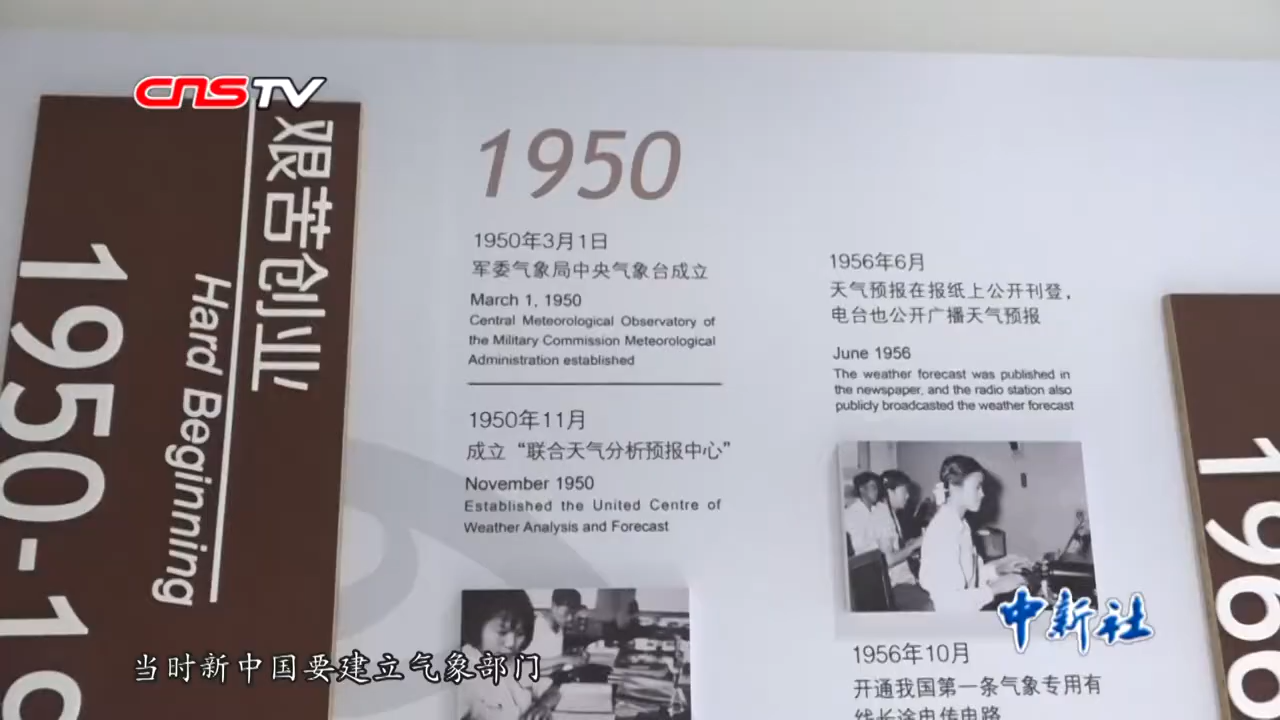 CNSTV
艰苦创业
Hard Beginning
1950-19
1950
1950年3月1日
军委气象局中央气象台成立
March 1, 1950
Central Meteorological Observatory of
the Military Commission Meteorological
Administration established
1950年11月
成立“联合天气分析预报中心”
November 1950
Established the United Centre of
Weather Analysis and Forecast
1956年6月
天气预报在报纸上公开刊登，
电台也公开广播天气预报
June 1956
The weather forecast was published in
the newspaper, and the radio station also
publicly broadcasted the weather forecast
1956年10月
开通我国第一条气象专用有
线长途电传电路
1960
中新社
当时新中国要建立气象部门